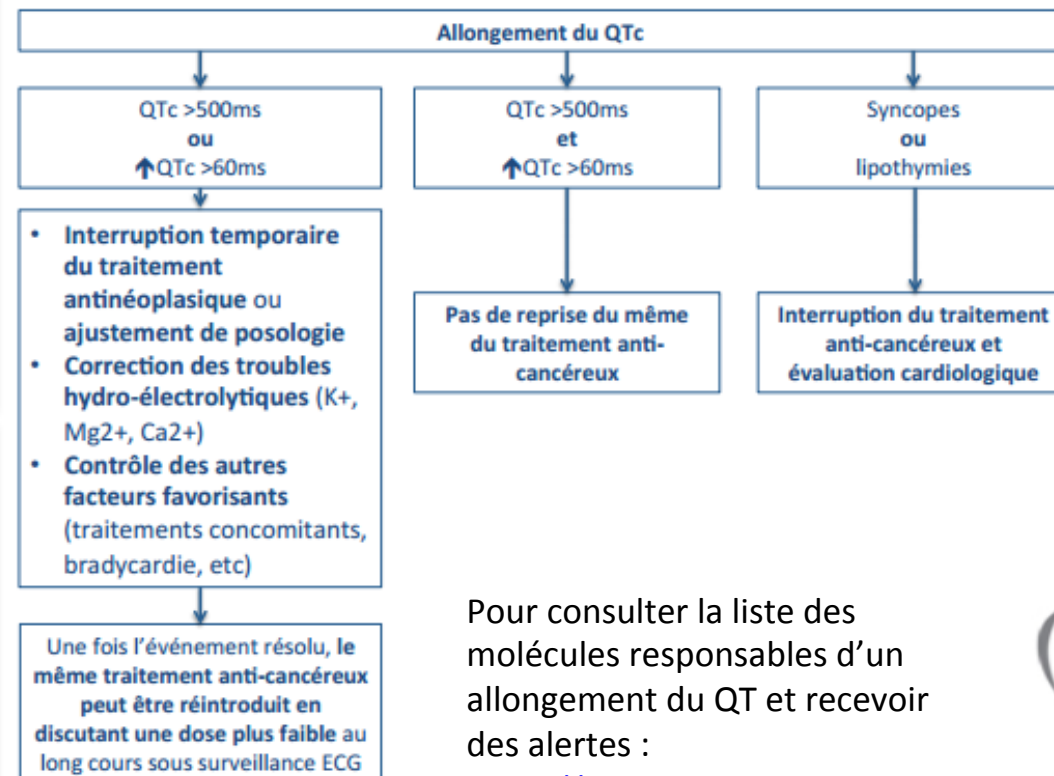 Allongement du QTc
QTc >500ms
ou
↑QTc >60ms
QTc >500ms
et
↑QTc >60ms
Syncopes
ou
lipothymies
• Interruption temporaire
du traitement
antinéoplasique ou
ajustement de posologie
• Correction des troubles
hydro-électrolytiques (K+,
Mg2+, Ca2+)
• Contrôle des autres
facteurs favorisants
(traitements concomitants,
bradycardie, etc)
Pas de reprise du même
du traitement anti-
cancéreux
Interruption du traitement
anti-cancéreux et
évaluation cardiologique
Une fois l'événement résolu, le
même traitement anti-cancéreux
peut être réintroduit en
discutant une dose plus faible au
long cours sous surveillance ECG
Pour consulter la liste des
molécules responsables d'un
allongement du QT et recevoir
des alertes :